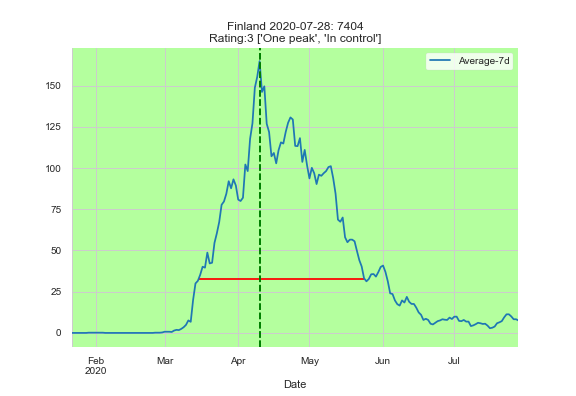 Finland 2020-07-28: 7404
Rating:3 ['One peak', 'In control']
Average-7d
150
125
100
75
50
25
0
Feb Mar Apr May Jun Jul
2020
Date